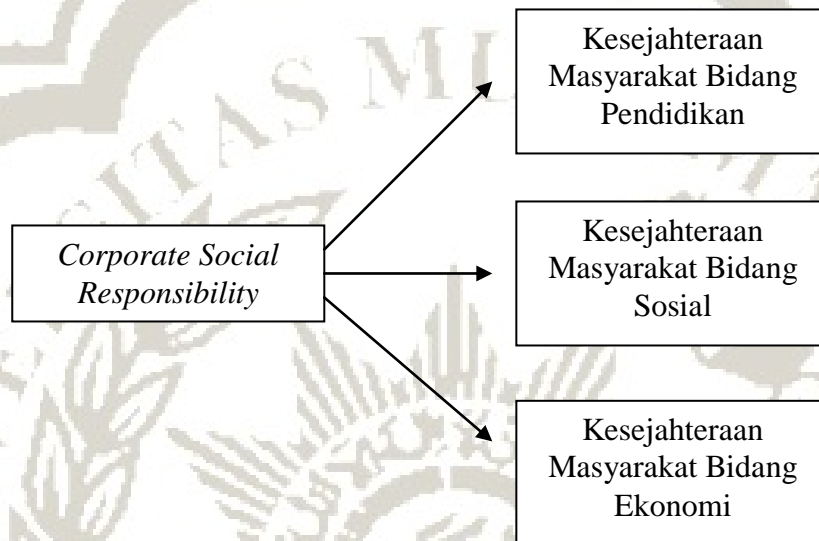 Kesejahteraan
Masyarakat Bidang
Pendidikan
Corporate Social
Responsibility
Kesejahteraan
Masyarakat Bidang
Sosial
Kesejahteraan
Masyarakat Bidang
Ekonomi